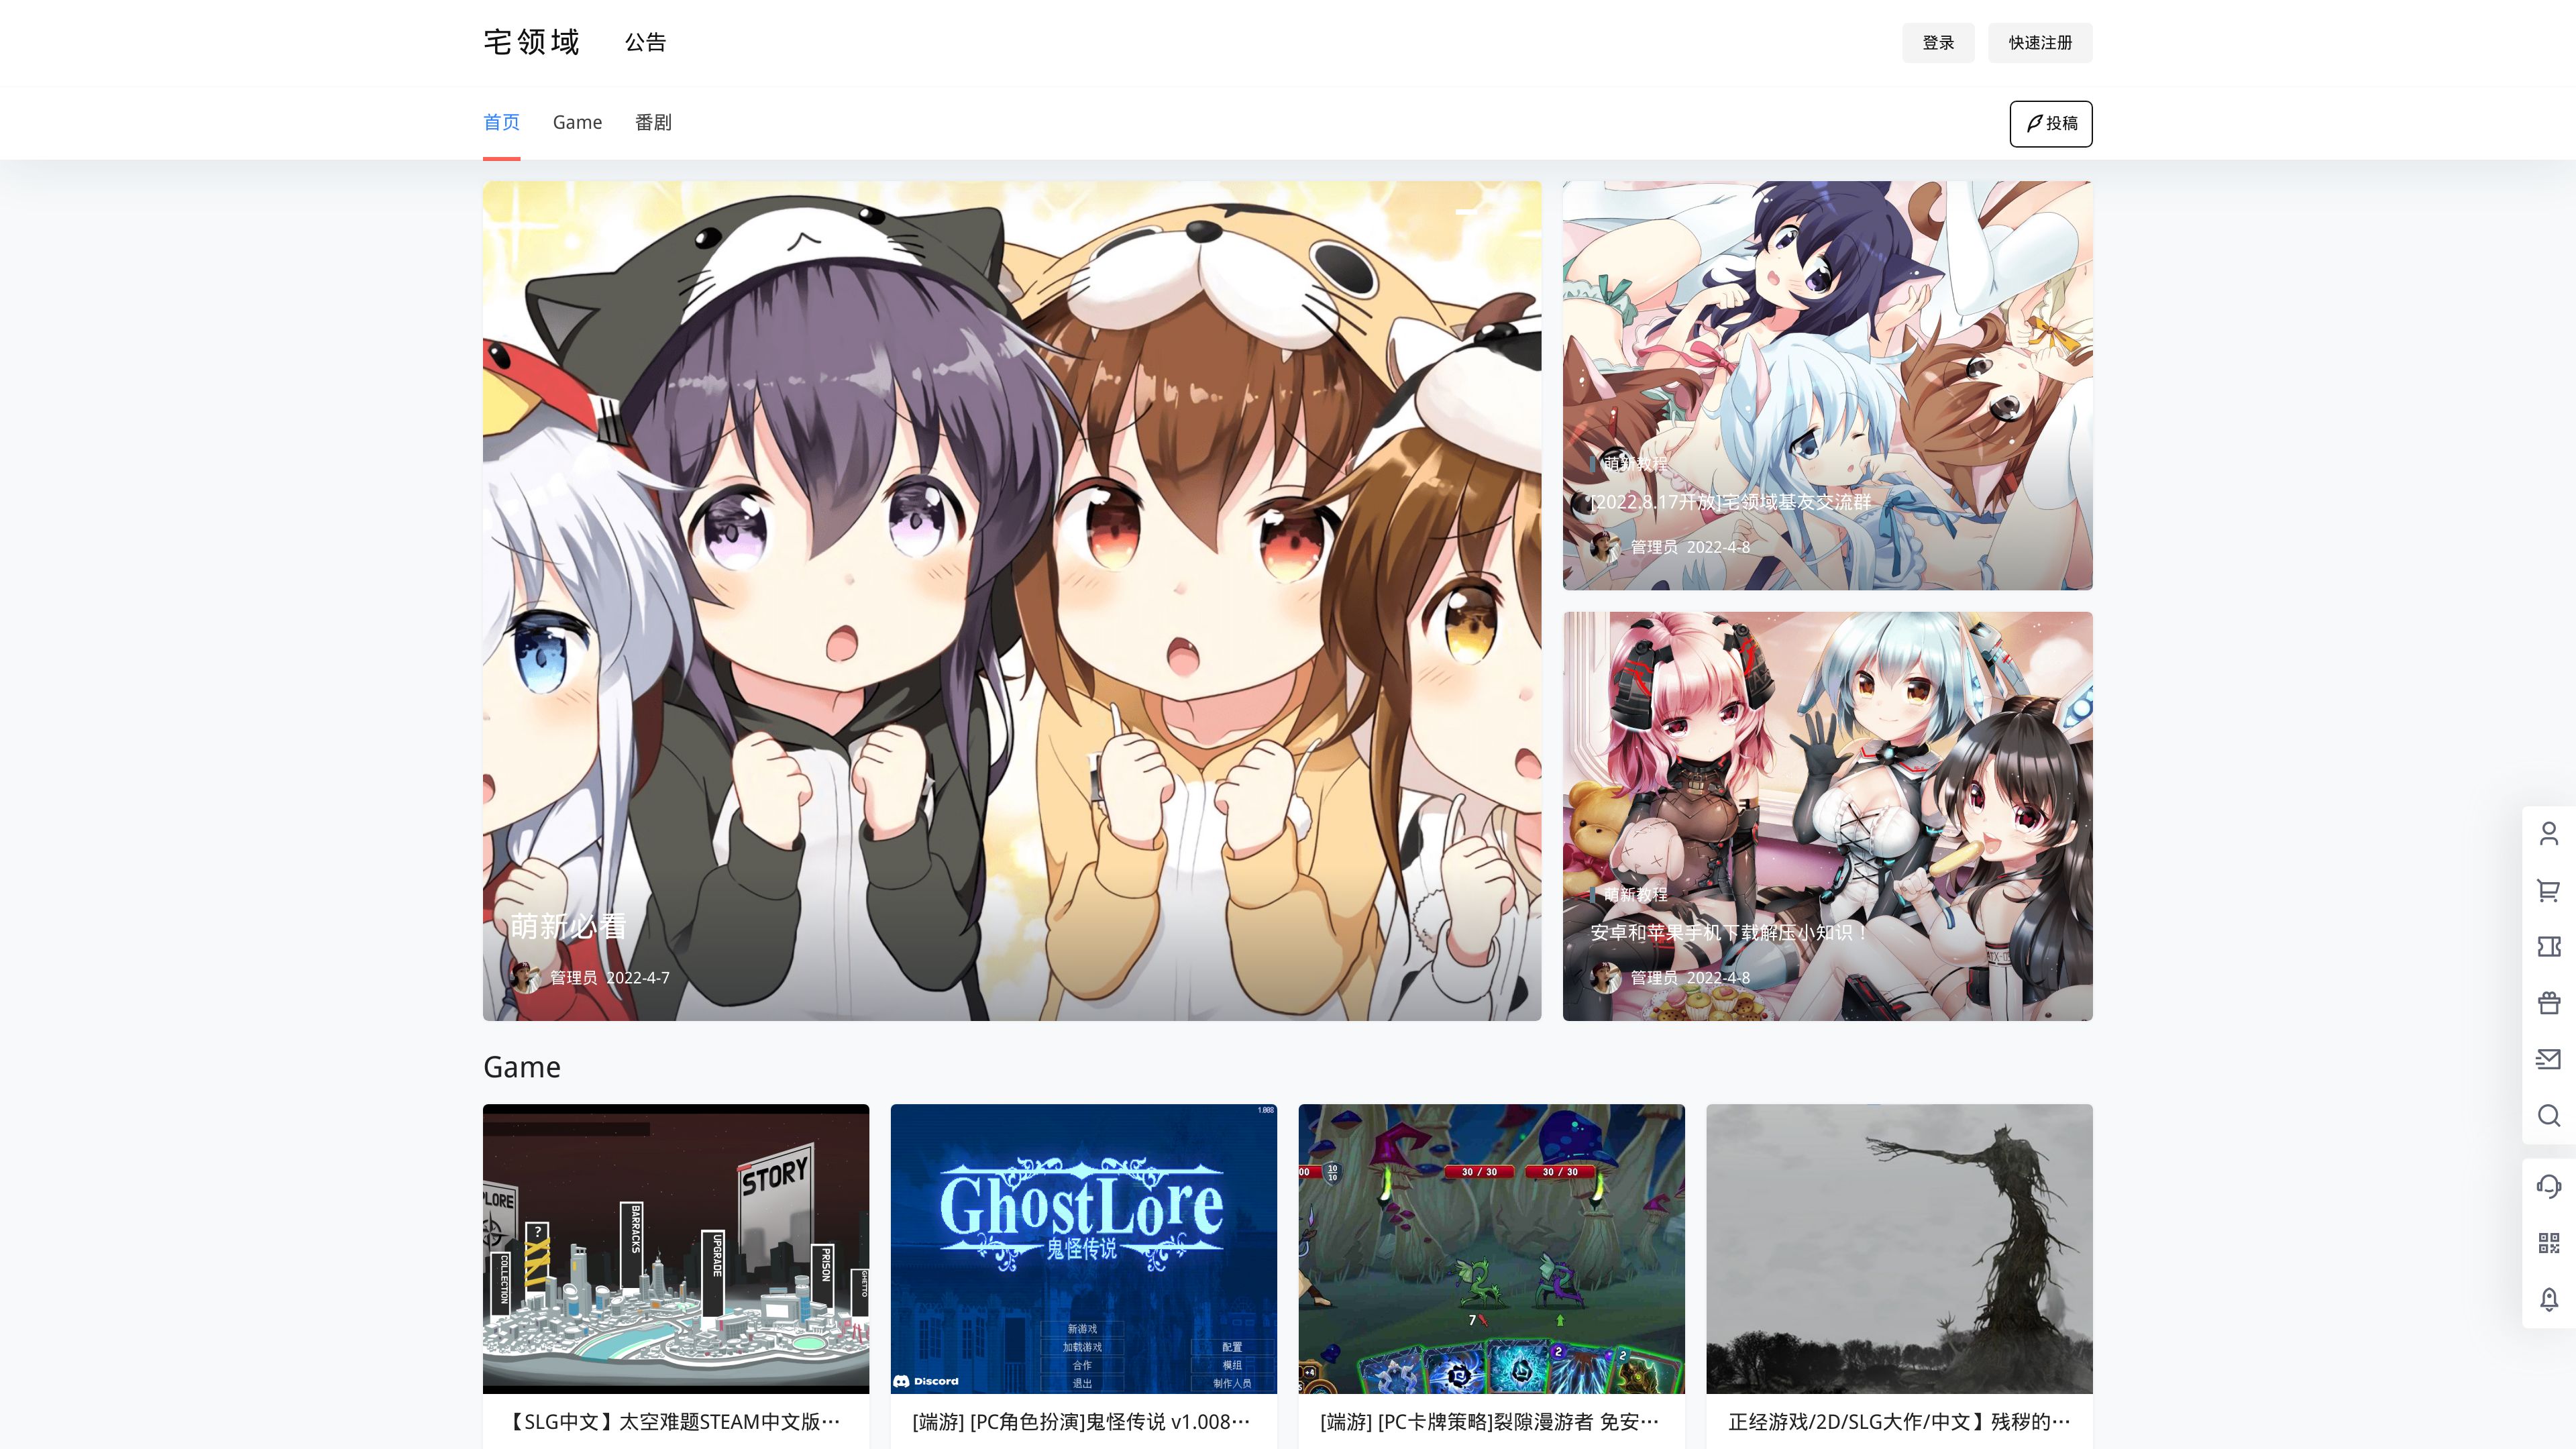 宅领域
公告
登录
快速注册
首页
Game
番剧
投稿
萌新必看
管理员 2022-4-7
萌新教程
[2022.8.17开放]宅领域基友交流群
管理员 2022-4-8
萌新教程
安卓和苹果手机下载解压小知识！
管理员 2022-4-8
Game
PLORE
COLLECTION
?
BARRACKS
UPGRADE
STORY
PRISON
GHETTO
1.008
GhostLore
鬼怪传说
新游戏
加载游戏
合作
退出
配置
模组
制作人员
Discord
00
10
10
30 / 30
30 / 30
7
2
2
+4
【SLG中文】太空难题STEAM中文版…
[端游] [PC角色扮演]鬼怪传说 v1.008…
[端游] [PC卡牌策略]裂隙漫游者 免安…
正经游戏/2D/SLG大作/中文】残秽的…